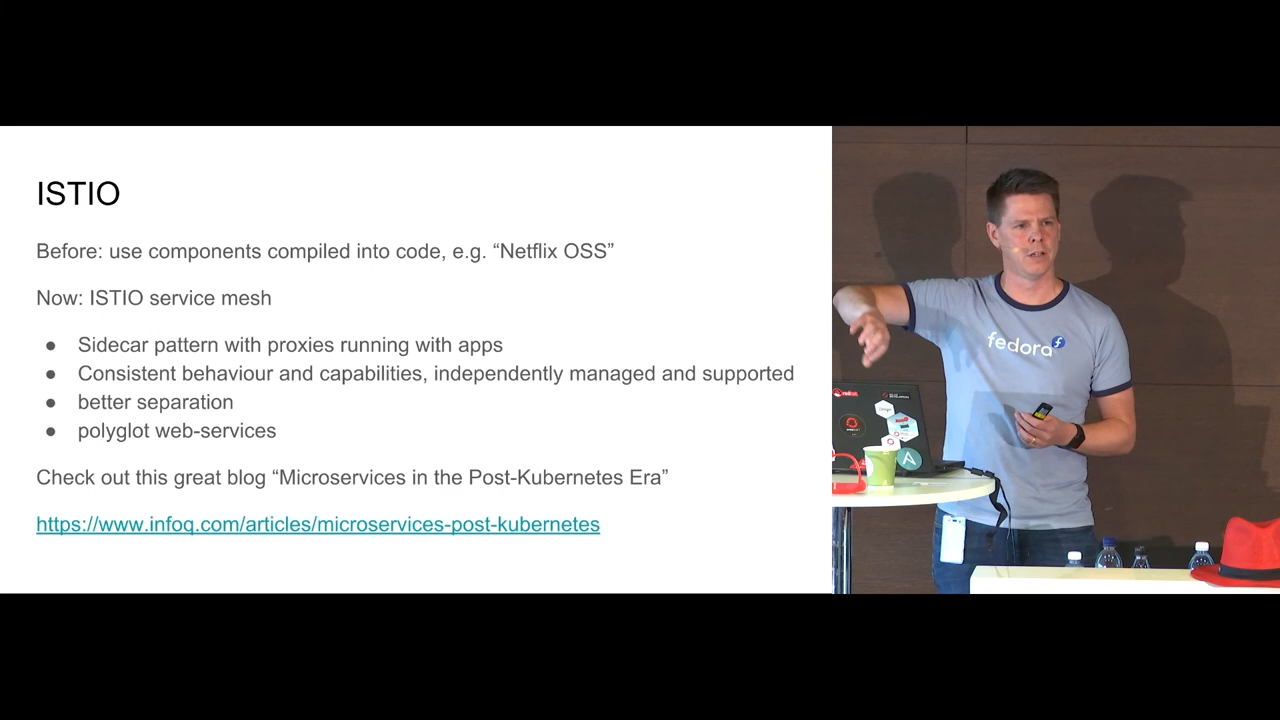 ISTIO
Before: use components compiled into code, e.g. “Netflix OSS”
Now: ISTIO service mesh
● Sidecar pattern with proxies running with apps
● Consistent behaviour and capabilities, independently managed and supported
● better separation
● polyglot web-services
Check out this great blog “Microservices in the Post-Kubernetes Era”
https://www.infoq.com/articles/microservices-post-kubernetes
fedora